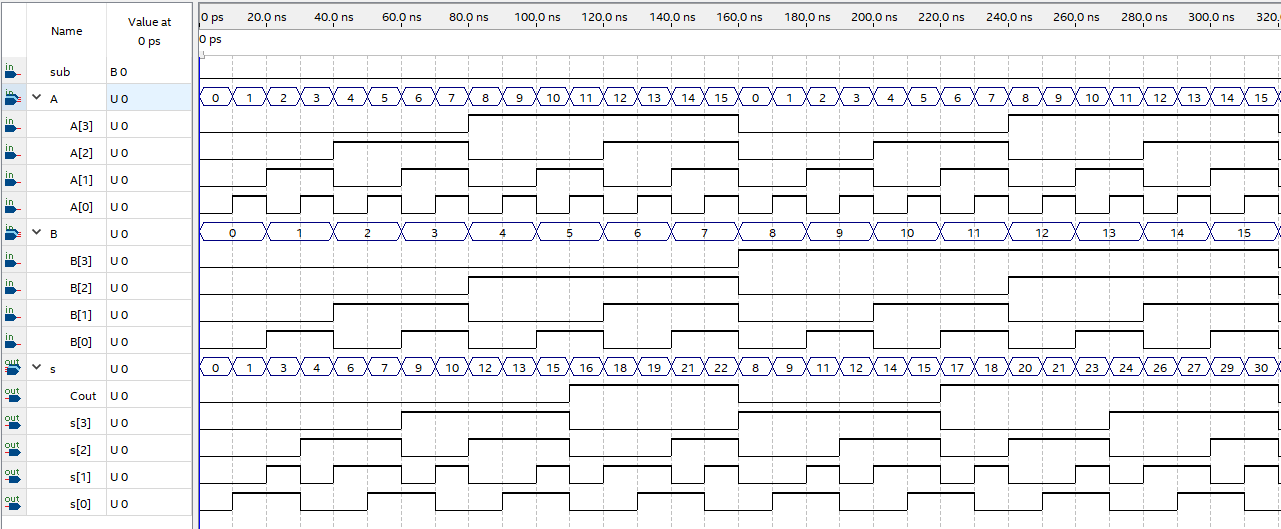 Name Value at 0 ps 0 ps 20.0 ns 40.0 ns 60.0 ns 80.0 ns 100.0 ns 120.0 ns 140.0 ns 160.0 ns 180.0 ns 200.0 ns 220.0 ns 240.0 ns 260.0 ns 280.0 ns 300.0 ns 320.
0 ps
in sub B 0
in A U 0 0 1 2 3 4 5 6 7 8 9 10 11 12 13 14 15 0 1 2 3 4 5 6 7 8 9 10 11 12 13 14 15
in A[3] U 0
in A[2] U 0
in A[1] U 0
in A[0] U 0
in B U 0 0 1 2 3 4 5 6 7 8 9 10 11 12 13 14 15
in B[3] U 0
in B[2] U 0
in B[1] U 0
in B[0] U 0
out s U 0 0 1 3 4 6 7 9 10 12 13 15 16 18 19 21 22 8 9 11 12 14 15 17 18 20 21 23 24 26 27 29 30
out Cout U 0
out s[3] U 0
out s[2] U 0
out s[1] U 0
out s[0] U 0